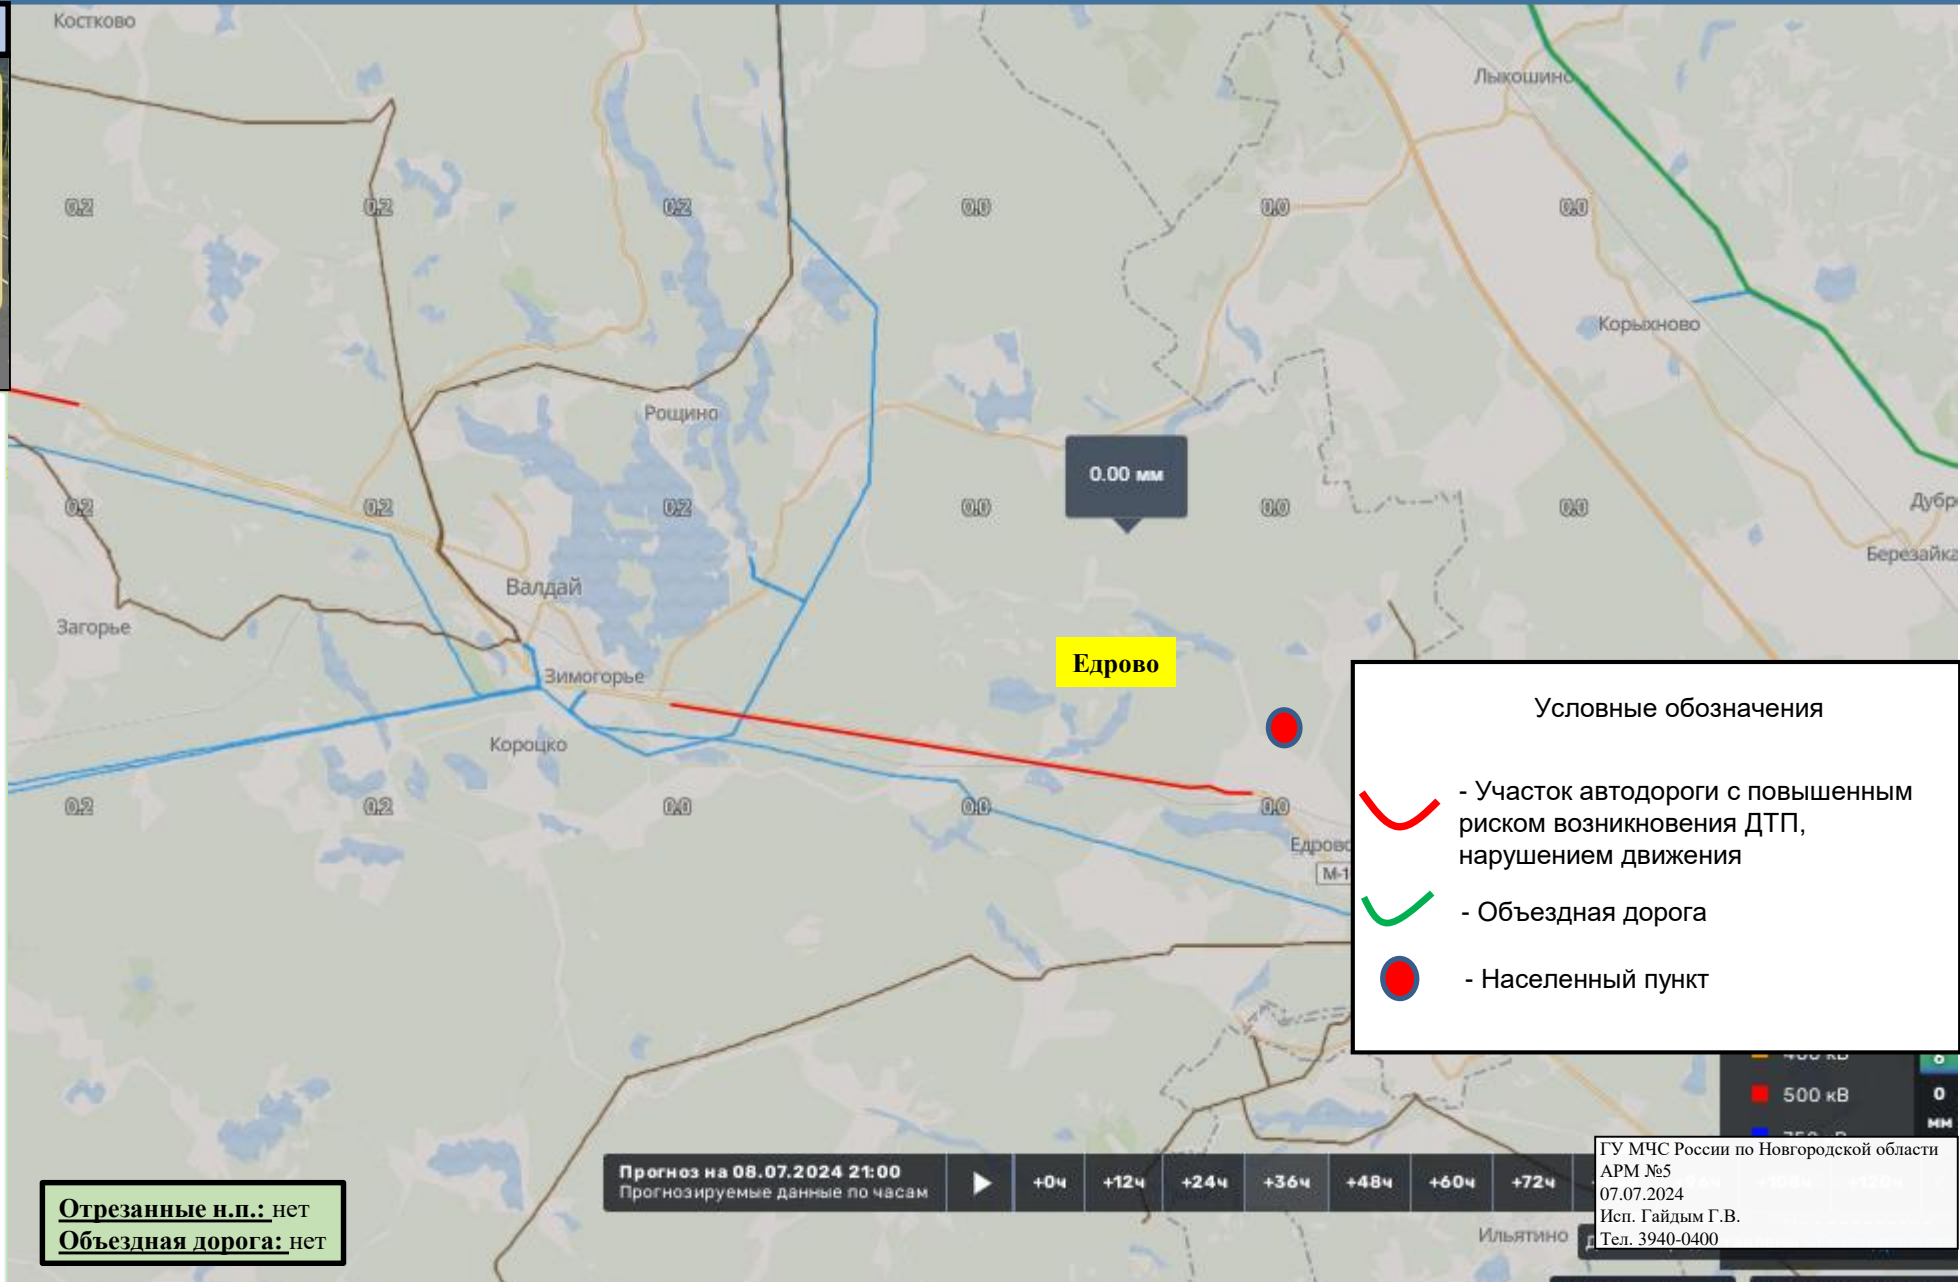 Костково
Лыкошино
0.2
0.2
0.2
0.0
0.0
0.0
Корыхново
Рощино
0.00 мм
0.2
0.2
0.2
0.0
0.0
0.0
Березайка
Валдай
Загорье
Едрово
Зимогорье
Короцко
0.2
0.2
0.0
0.0
0.0
Едрово
М-1
Условные обозначения
- Участок автодороги с повышенным
риском возникновения ДТП,
нарушением движения
- Объездная дорога
- Населенный пункт
400 кВ
6
500 кВ
0
мм
Прогноз на 08.07.2024 21:00
Прогнозируемые данные по часам
+0ч +12ч +24ч +36ч +48ч +60ч +72ч
ГУ МЧС России по Новгородской области
АРМ №5
07.07.2024
Исп. Гайдым Г.В.
Тел. 3940-0400
Отрезанные н.п.: нет
Объездная дорога: нет
Ильятино